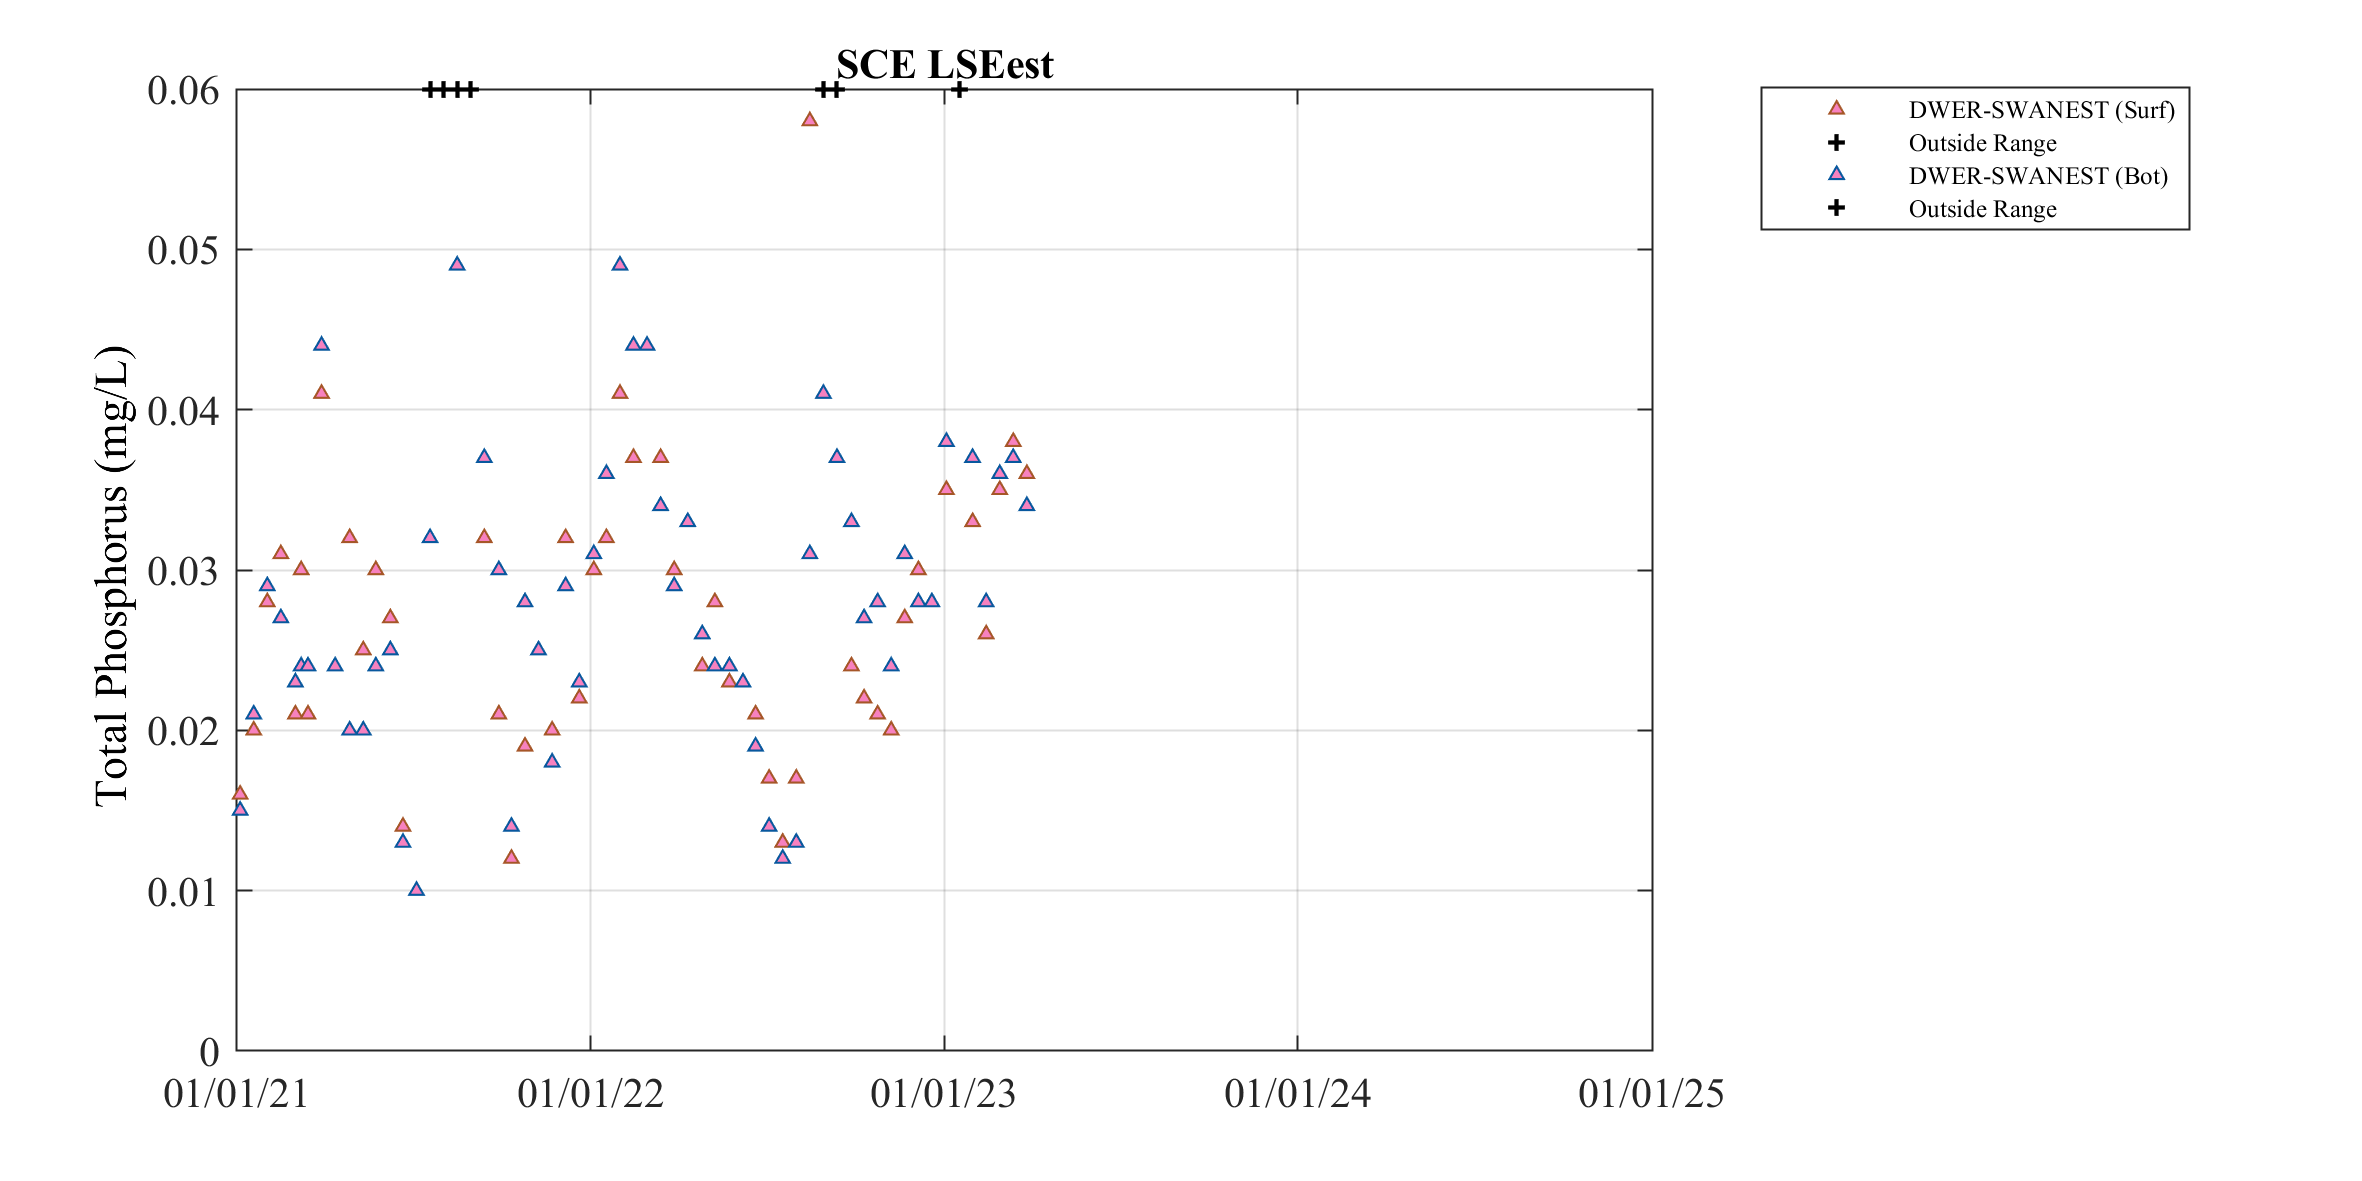 SCE LSEest
0.06
0.05
0.04
0.03
0.02
0.01
0
Total Phosphorus (mg/L)
01/01/21
01/01/22
01/01/23
01/01/24
01/01/25
DWER-SWANEST (Surf)
Outside Range
DWER-SWANEST (Bot)
Outside Range